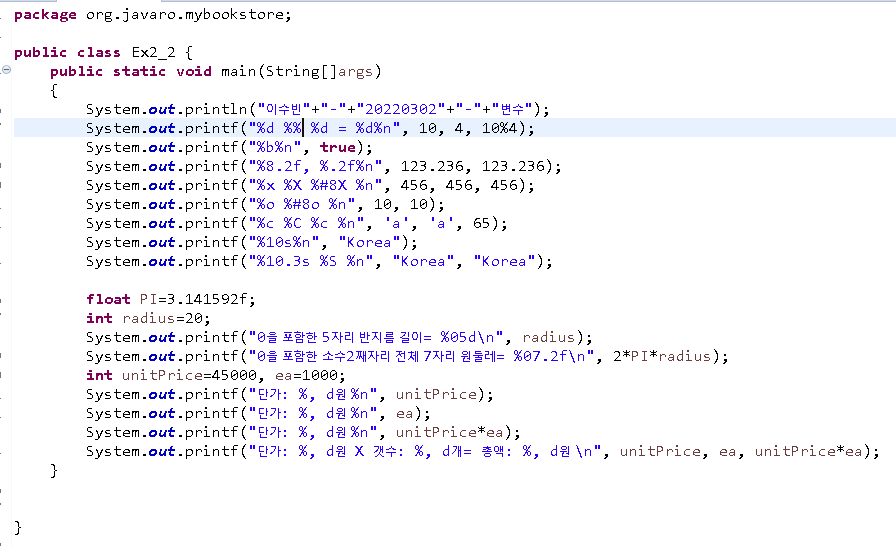 package org.javaro.mybookstore;
public class Ex2_2 {
public static void main(String[]args)
{
System.out.println("이수빈"+"-"+"20220302"+"-"+"변수");
System.out.printf("%d %% %d = %d%n", 10, 4, 10%4);
System.out.printf("%b%n", true);
System.out.printf("%8.2f, %.2f%n", 123.236, 123.236);
System.out.printf("%x %X %#8X %n", 456, 456, 456);
System.out.printf("%o %#8o %n", 10, 10);
System.out.printf("%c %C %c %n", 'a', 'a', 65);
System.out.printf("%10s%n", "Korea");
System.out.printf("%10.3s %S %n", "Korea", "Korea");
float PI=3.141592f;
int radius=20;
System.out.printf("0을 포함한 5자리 반지름 길이= %05d\n", radius);
System.out.printf("0을 포함한 소수2째자리 전체 7자리 원둘레= %07.2f\n", 2*PI*radius);
int unitPrice=45000, ea=1000;
System.out.printf("단가: %, d원%n", unitPrice);
System.out.printf("단가: %, d원%n", ea);
System.out.printf("단가: %, d원%n", unitPrice*ea);
System.out.printf("단가: %, d원 X 갯수: %, d개= 총액: %, d원 \n", unitPrice, ea, unitPrice*ea);
}
}